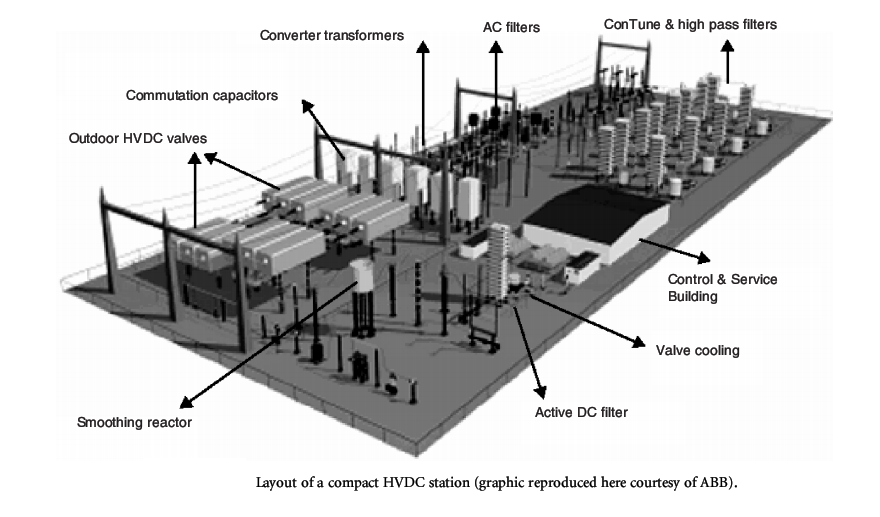 Converter transformers
AC filters
ConTune & high pass filters
Commutation capacitors
Outdoor HVDC valves
Control & Service
Building
Valve cooling
Active DC filter
Smoothing reactor
Layout of a compact HVDC station (graphic reproduced here courtesy of ABB).